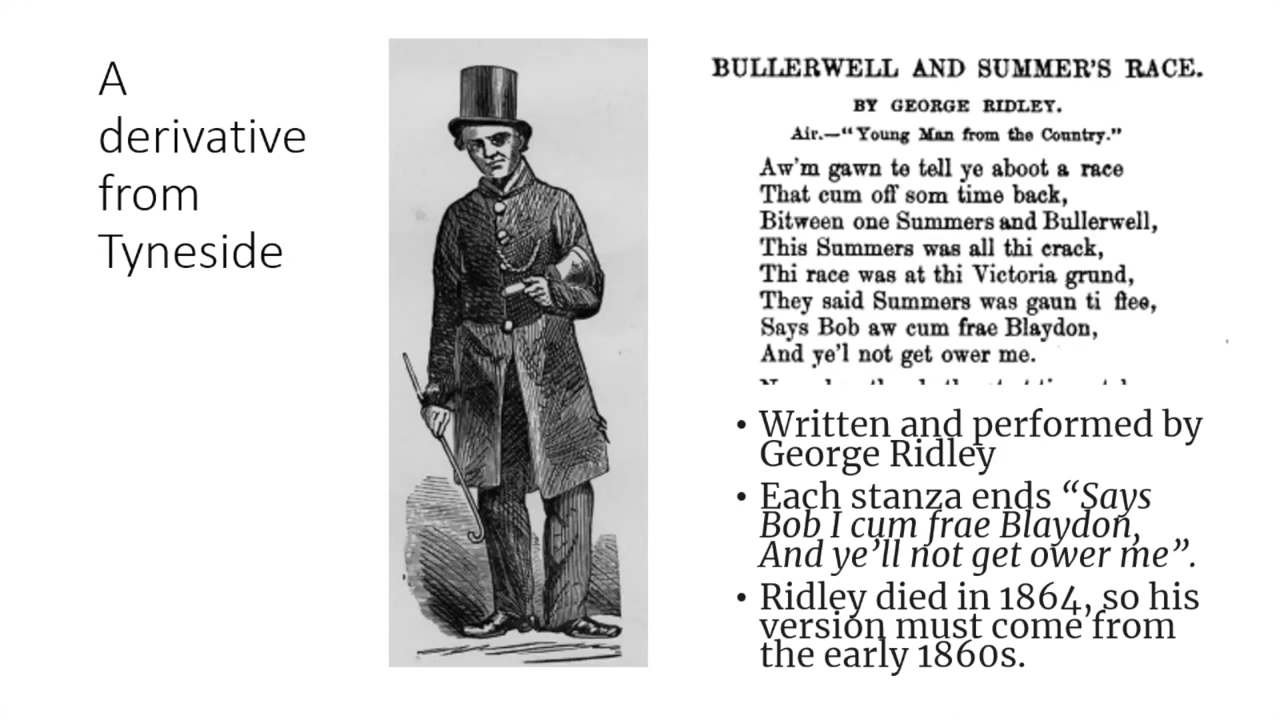 A
derivative
from
Tyneside
BULLERWELL AND SUMMER'S RACE.
BY GEORGE RIDLEY.
Air.—“Young Man from the Country.”
Aw'm gawn te tell ye aboot a race
That cum off som time back,
Bitween one Summers and Bullerwell,
This Summers was all thi crack,
Thi race was at thi Victoria grund,
They said Summers was gaun ti flee,
Says Bob aw cum frae Blaydon,
And ye'l not get ower me.
• Written and performed by
George Ridley
• Each stanza ends “Says
Bob I cum frae Blaydon,
And ye’ll not get ower me”.
• Ridley died in 1864, so his
version must come from
the early 1860s.